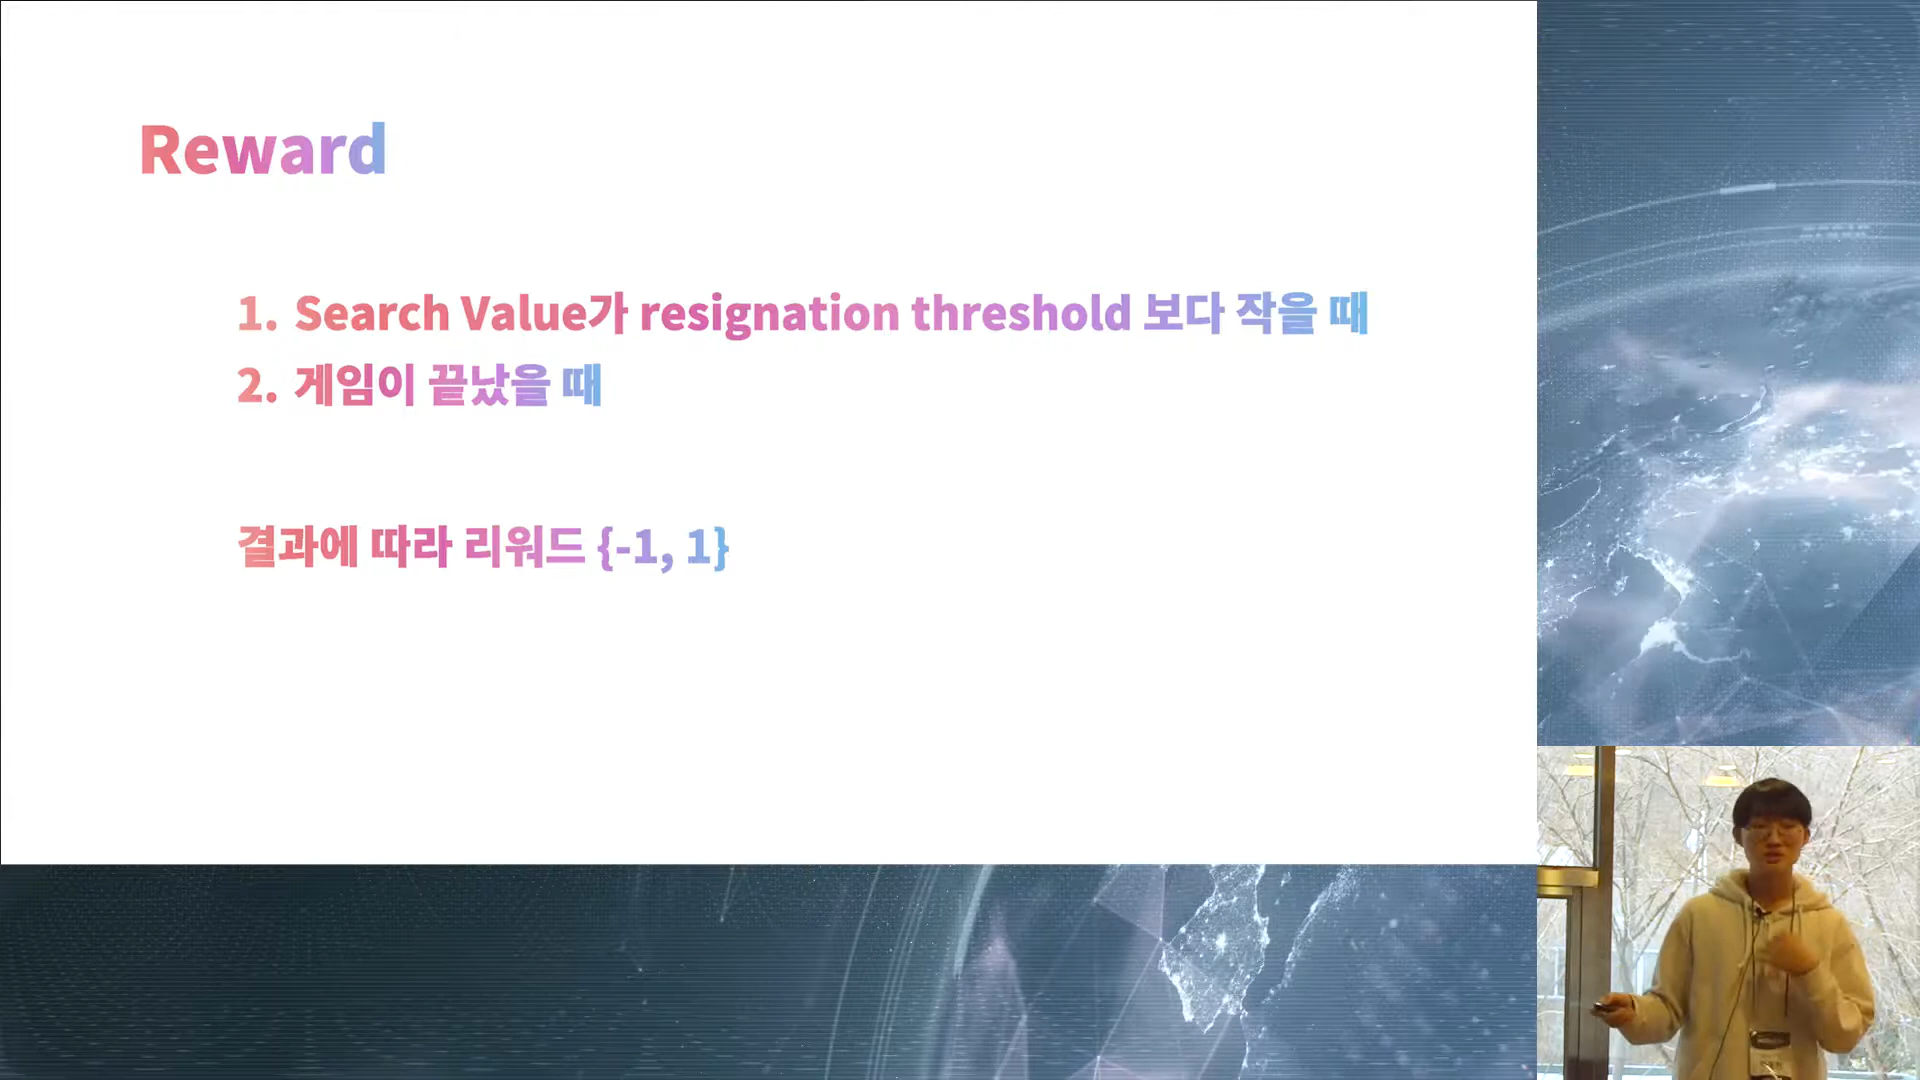 Reward
1. Search Value가 resignation threshold 보다 작을 때
2. 게임이 끝났을 때
결과에 따라 리워드 {-1, 1}